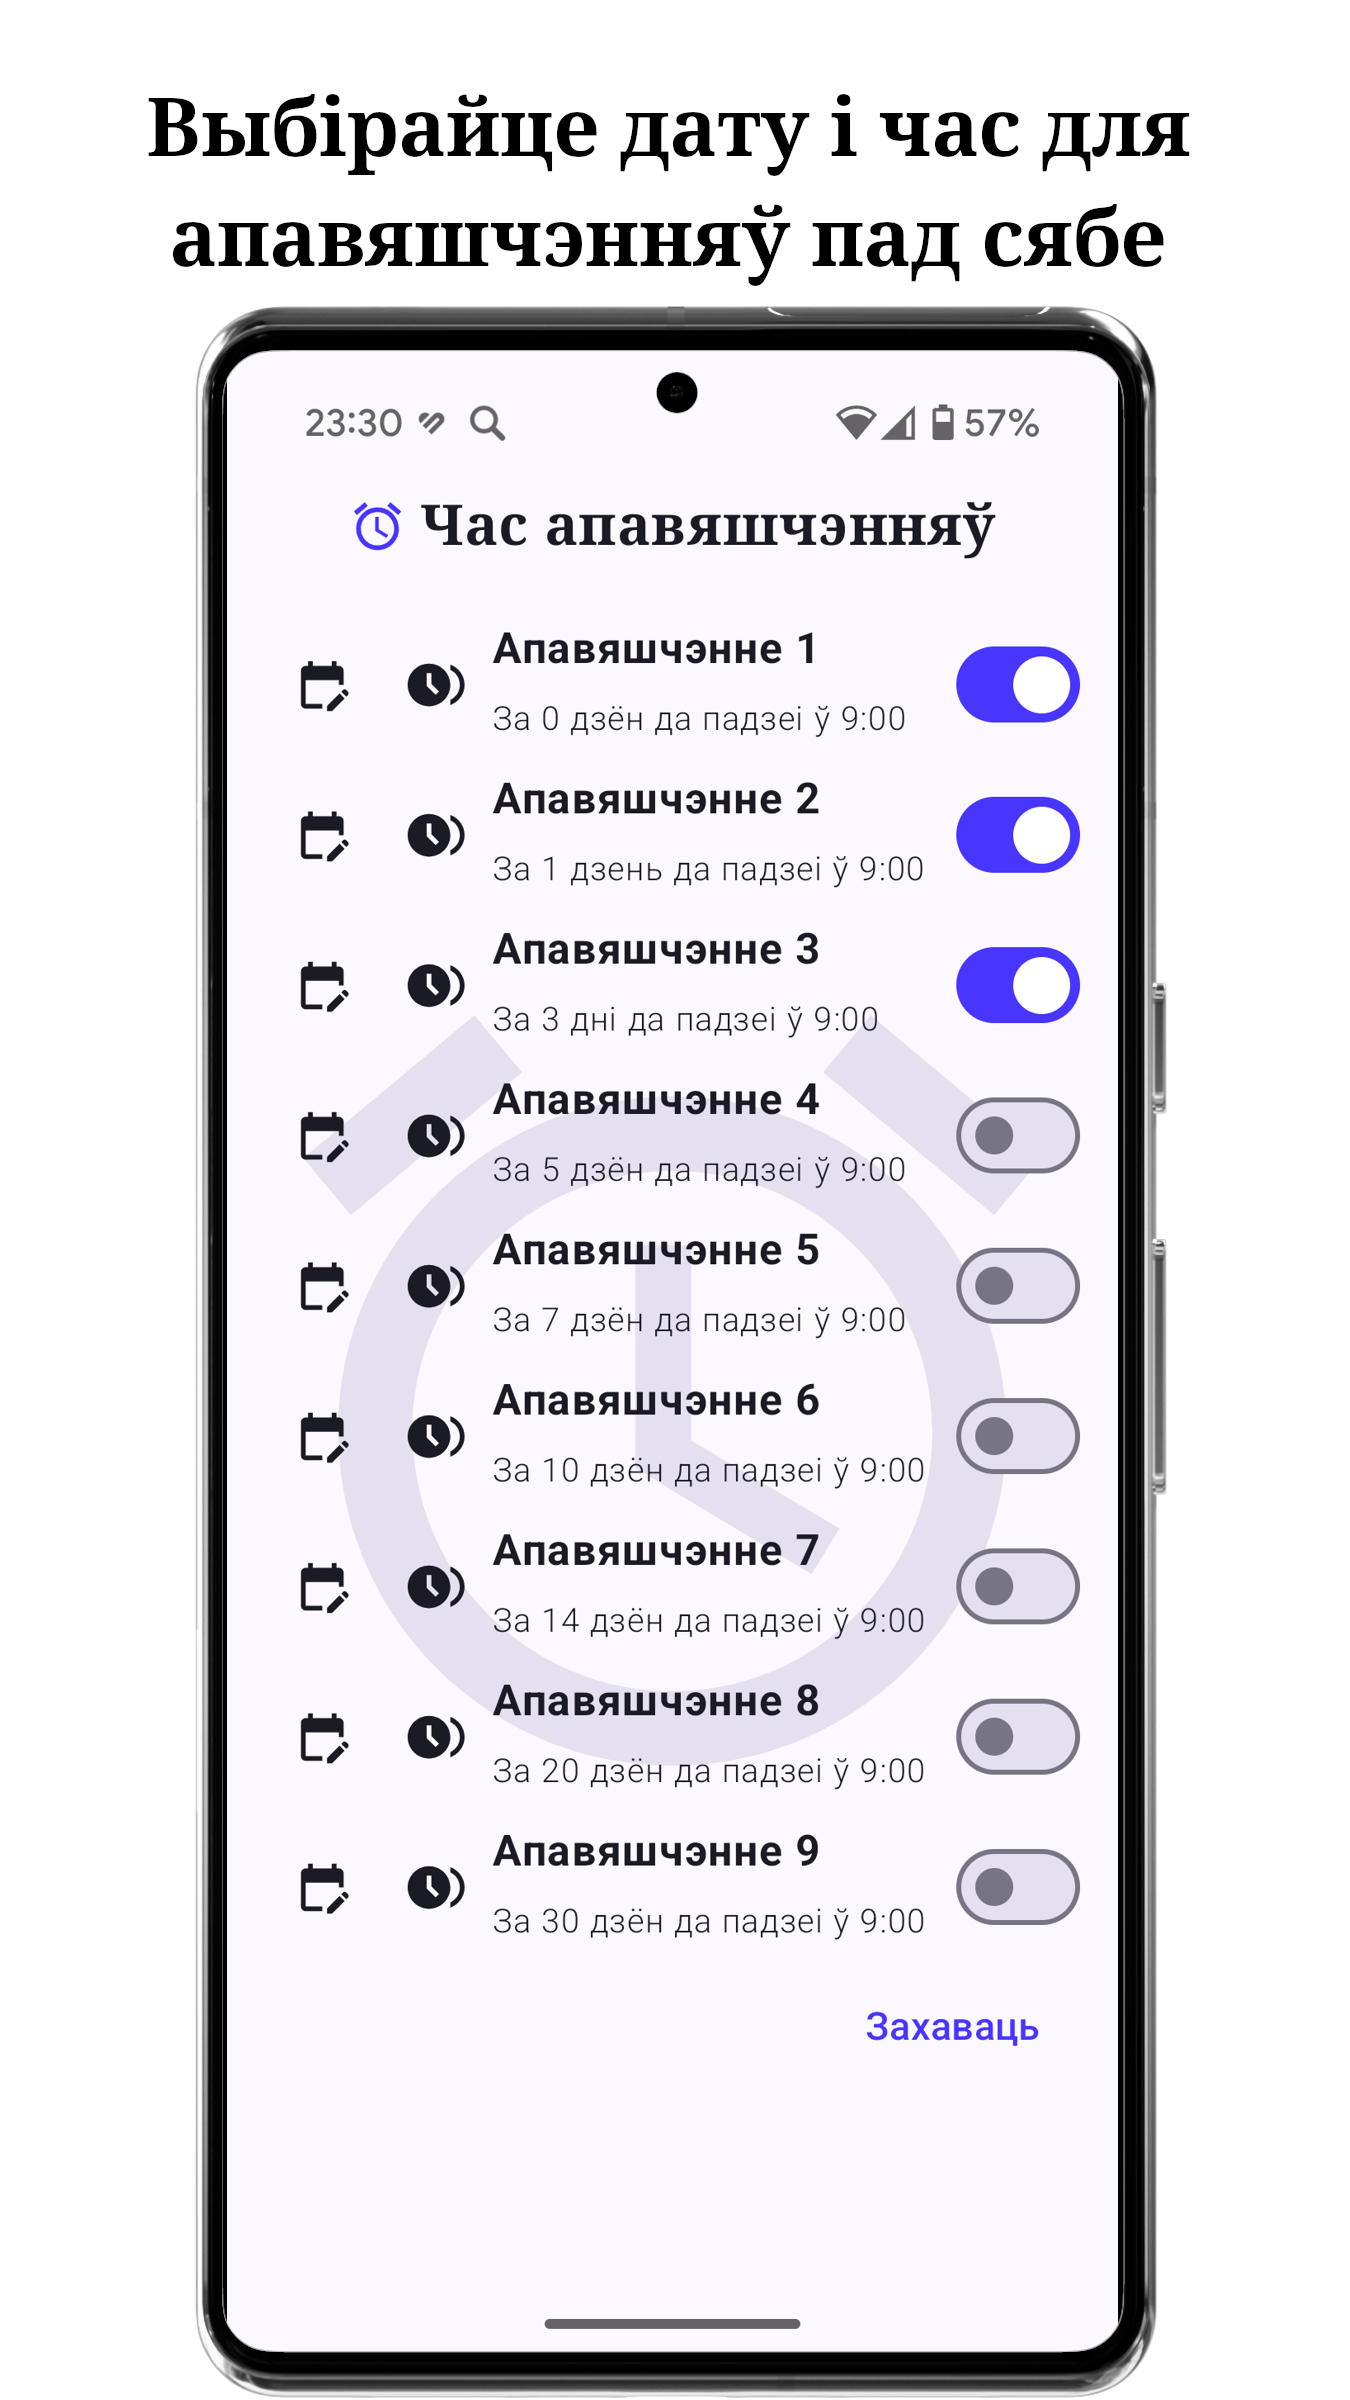 Выбірайце дату і час для
апавяшчэнняў пад сябе
23:30 57%
Час апавяшчэнняў
Апавяшчэнне 1
За 0 дзён да падзеі ў 9:00
Апавяшчэнне 2
За 1 дзень да падзеі ў 9:00
Апавяшчэнне 3
За 3 дні да падзеі ў 9:00
Апавяшчэнне 4
За 5 дзён да падзеі ў 9:00
Апавяшчэнне 5
За 7 дзён да падзеі ў 9:00
Апавяшчэнне 6
За 10 дзён да падзеі ў 9:00
Апавяшчэнне 7
За 14 дзён да падзеі ў 9:00
Апавяшчэнне 8
За 20 дзён да падзеі ў 9:00
Апавяшчэнне 9
За 30 дзён да падзеі ў 9:00
Захаваць